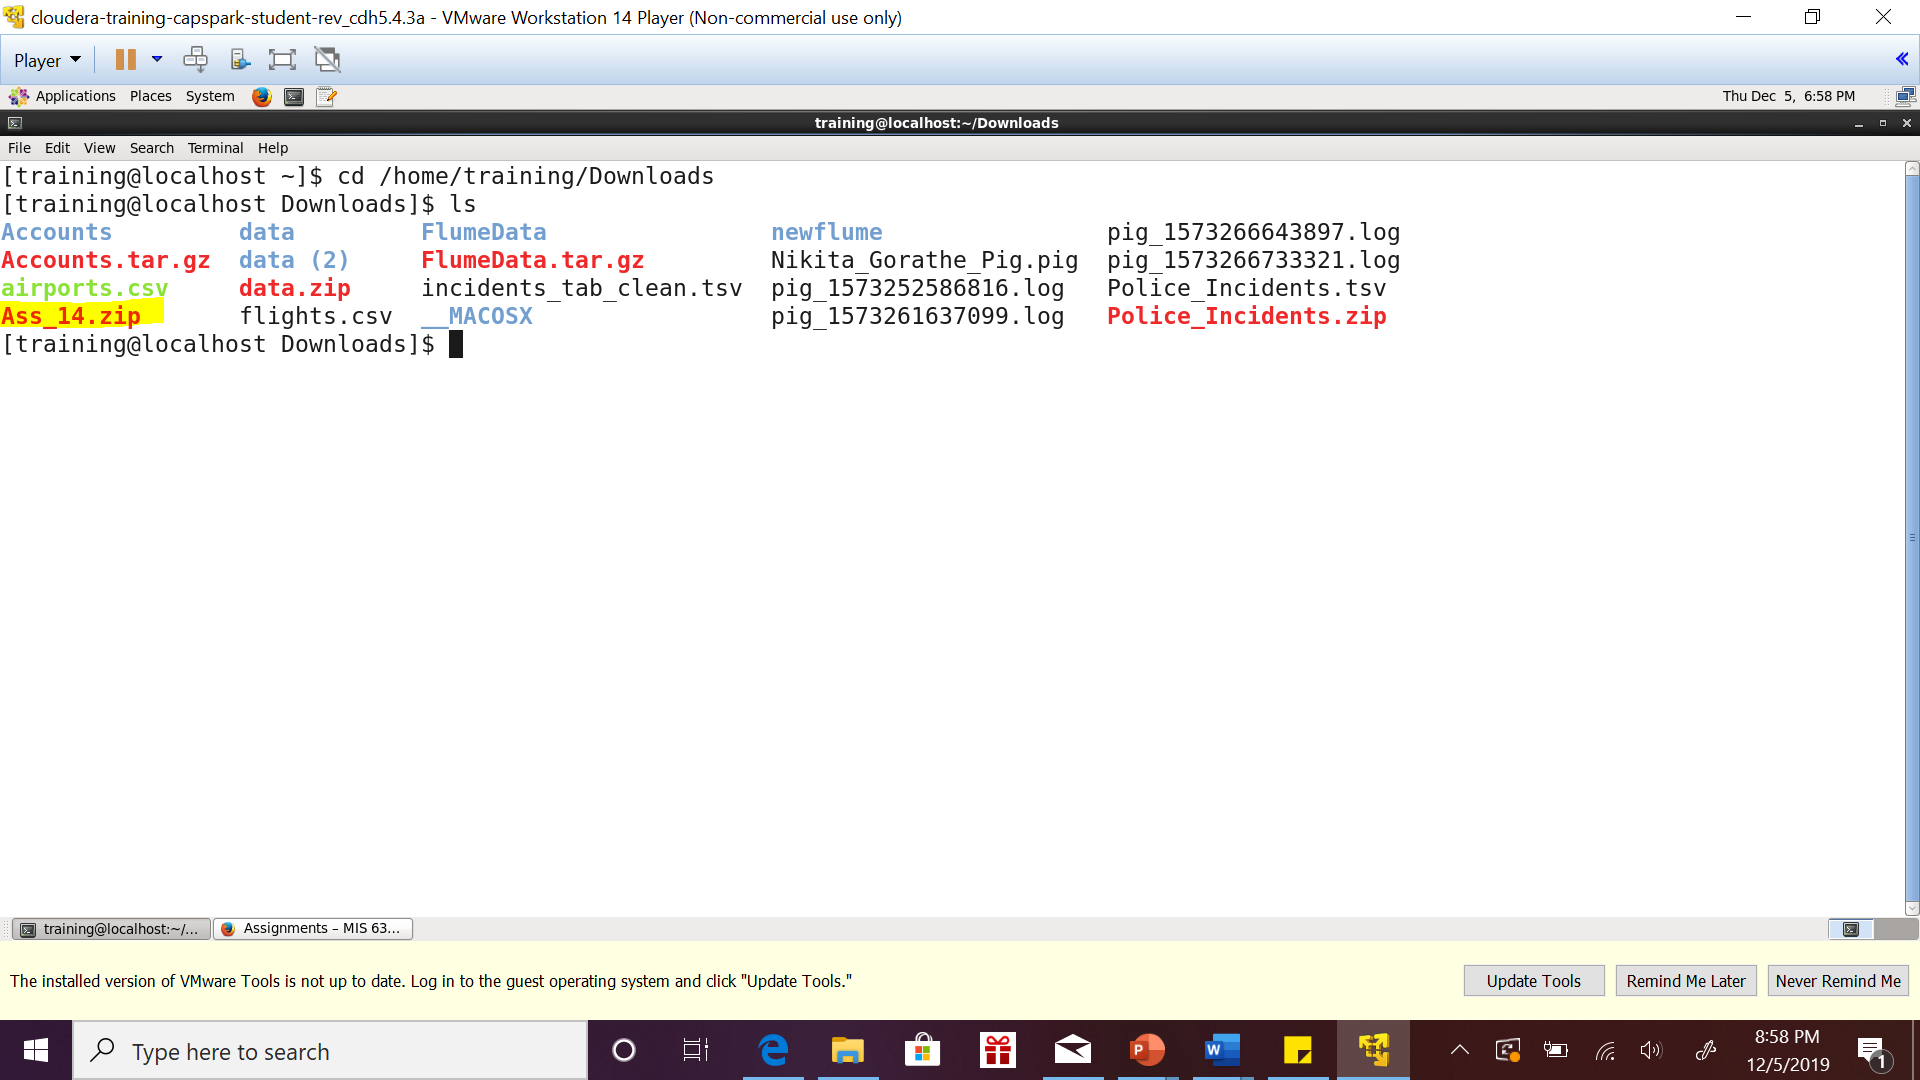 cloudera-training-capspark-student-rev_cdh5.4.3a - VMware Workstation 14 Player (Non-commercial use only)
Player
Applications Places System Thu Dec 5, 6:58 PM
training@localhost:~/Downloads
File Edit View Search Terminal Help
[training@localhost ~]$ cd /home/training/Downloads
[training@localhost Downloads]$ ls
Accounts data FlumeData newflume pig_1573266643897.log
Accounts.tar.gz data (2) FlumeData.tar.gz Nikita_Gorathe_Pig.pig pig_1573266733321.log
airports.csv data.zip incidents_tab_clean.tsv pig_1573252586816.log Police_Incidents.tsv
Ass_14.zip flights.csv __MACOSX pig_1573261637099.log Police_Incidents.zip
[training@localhost Downloads]$
training@localhost:~/... Assignments – MIS 63...
The installed version of VMware Tools is not up to date. Log in to the guest operating system and click "Update Tools." Update Tools Remind Me Later Never Remind Me
Type here to search
8:58 PM
12/5/2019
1